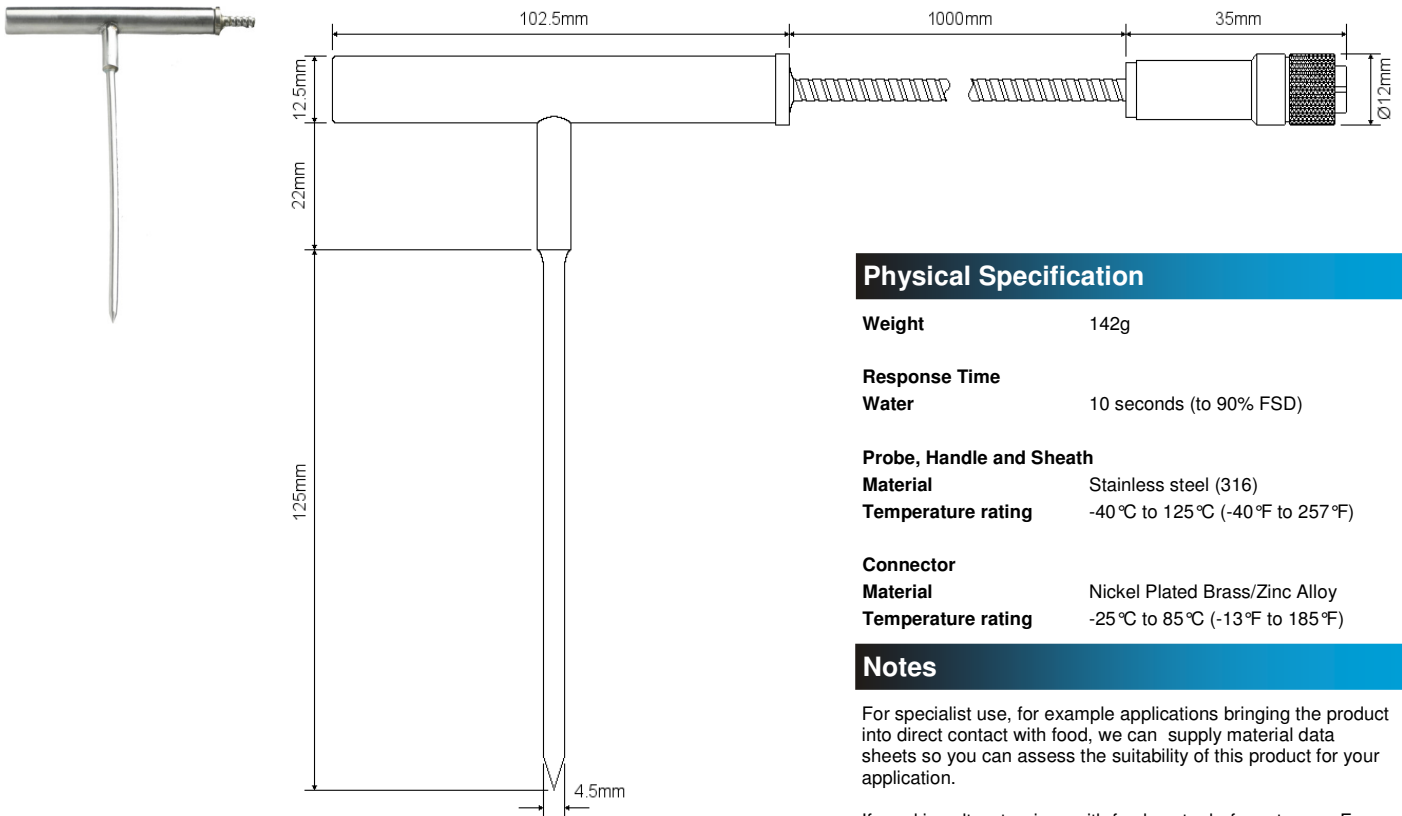 102.5mm
1000mm
35mm
12.5mm
Ø12mm
22mm
125mm
4.5mm
Physical Specification
Weight 142g
Response Time
Water 10 seconds (to 90% FSD)
Probe, Handle and Sheath
Material Stainless steel (316)
Temperature rating -40°C to 125°C (-40°F to 257°F)
Connector
Material Nickel Plated Brass/Zinc Alloy
Temperature rating -25°C to 85°C (-13°F to 185°F)
Notes
For specialist use, for example applications bringing the product
into direct contact with food, we can supply material data
sheets so you can assess the suitability of this product for your
application.